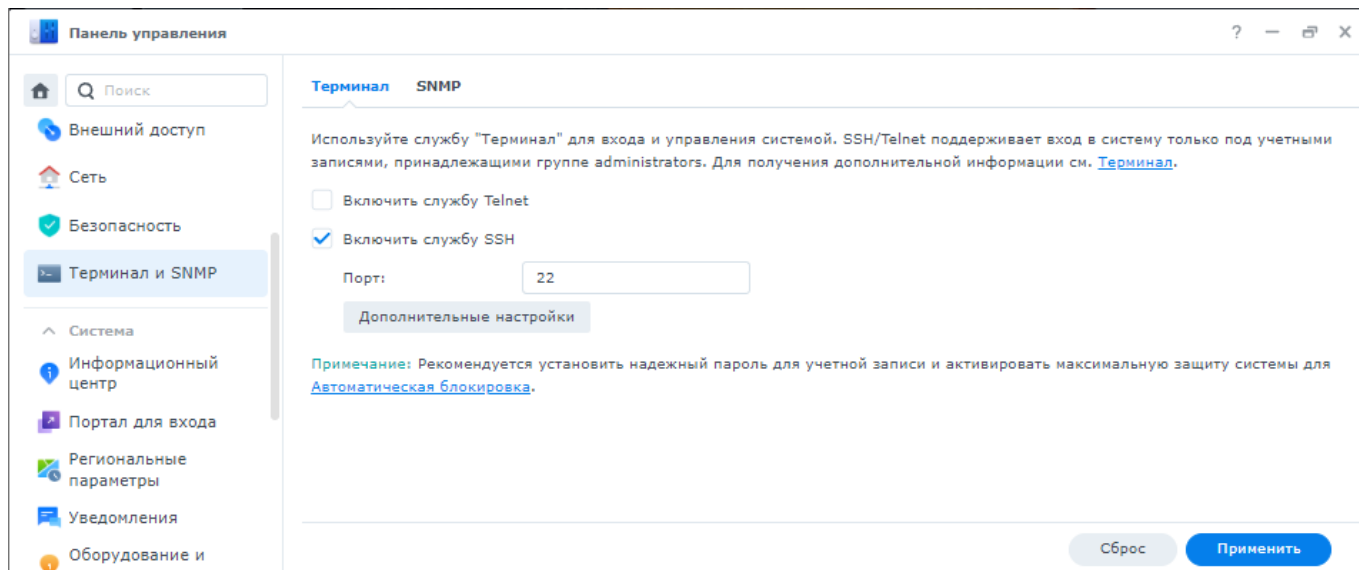 Панель управления
Поиск
Внешний доступ
Сеть
Безопасность
Терминал и SNMP
Система
Информационный
центр
Портал для входа
Региональные
параметры
Уведомления
Оборудование и
Терминал SNMP
Используйте службу "Терминал" для входа и управления системой. SSH/Telnet поддерживает вход в систему только под учетными
записями, принадлежащими группе administrators. Для получения дополнительной информации см. Терминал.
Включить службу Telnet
Включить службу SSH
Порт: 22
Дополнительные настройки
Примечание: Рекомендуется установить надежный пароль для учетной записи и активировать максимальную защиту системы для
Автоматическая блокировка.
Сброс Применить